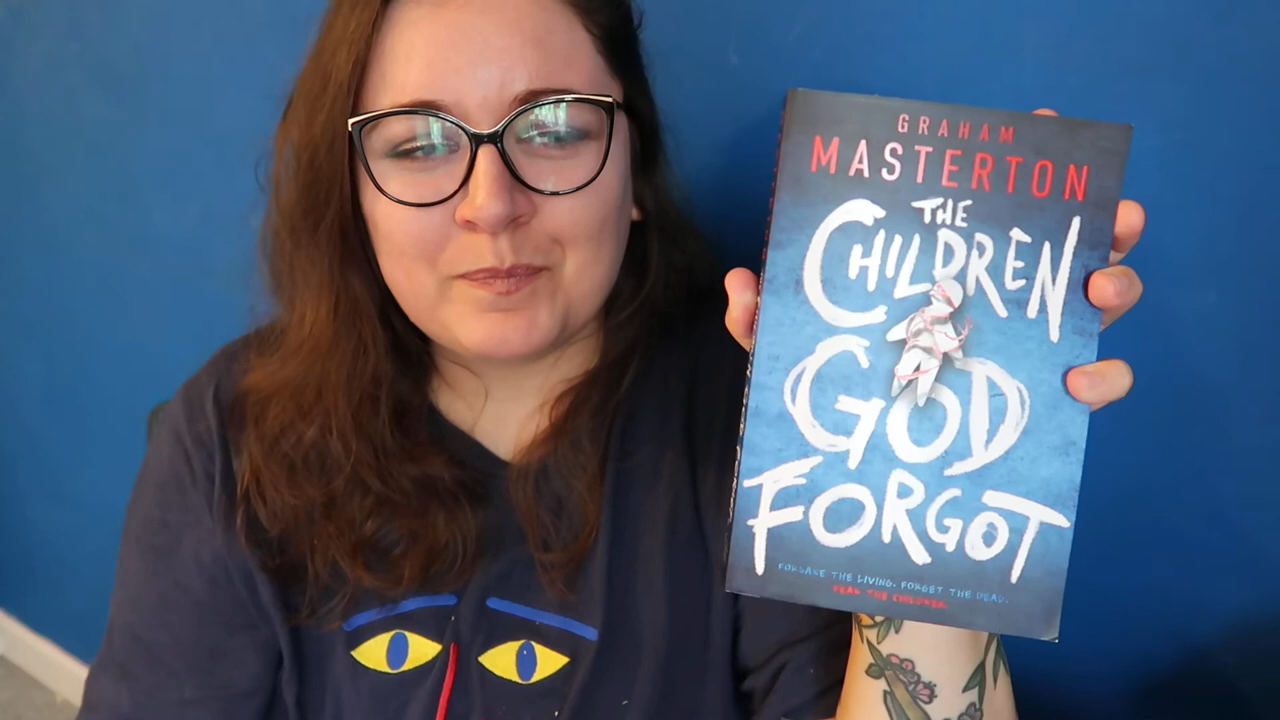 GRAHAM
MASTERTON
THE
CHILDREN
GOD
FORGOT
FORSAKE THE LIVING. FORGET THE DEAD.
FEAR THE CHILDREN.